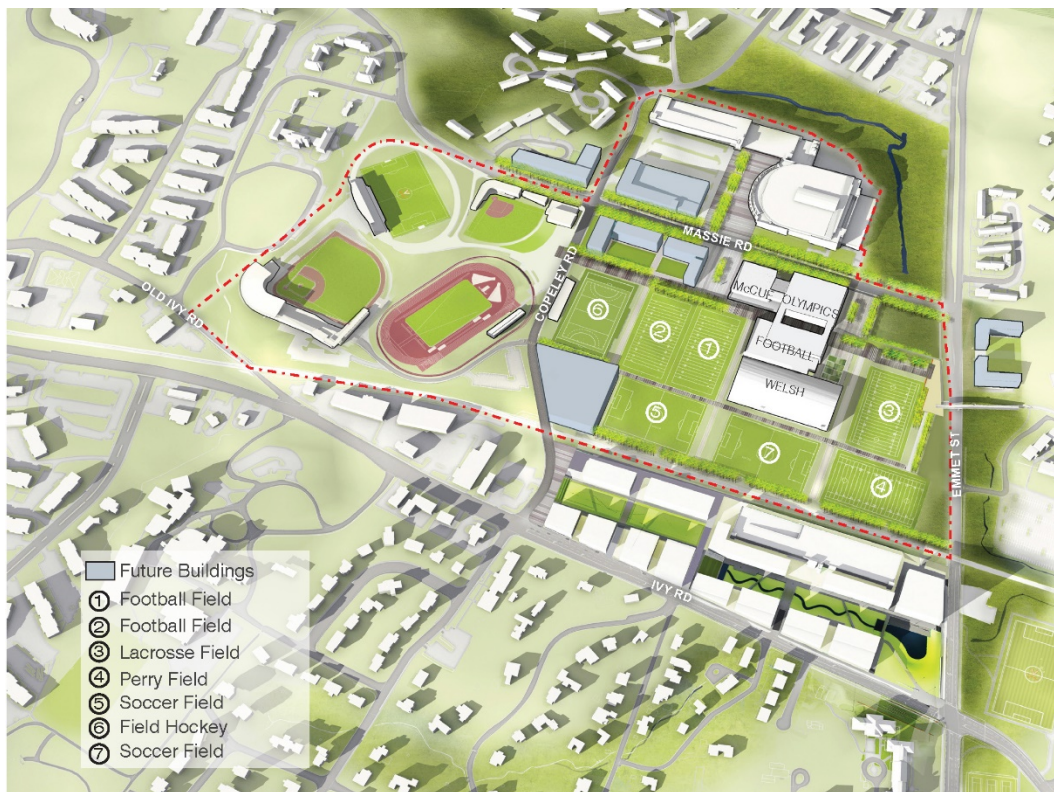 MASSIE RD
COPELEY RD
OLD IVY RD
McCUE
OLYMPICS
FOOTBALL
WELSH
6
2
1
5
3
7
4
EMMET ST
IVY RD
Future Buildings
1 Football Field
2 Football Field
3 Lacrosse Field
4 Perry Field
5 Soccer Field
6 Field Hockey
7 Soccer Field